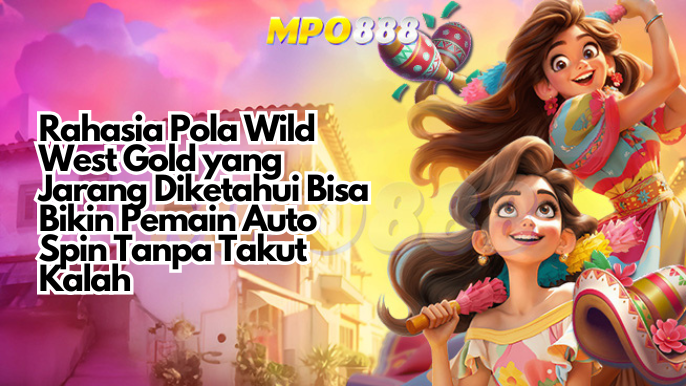 MPO888
Rahasia Pola Wild
West Gold yang
Jarang Diketahui Bisa
Bikin Pemain Auto
Spin Tanpa Takut
Kalah